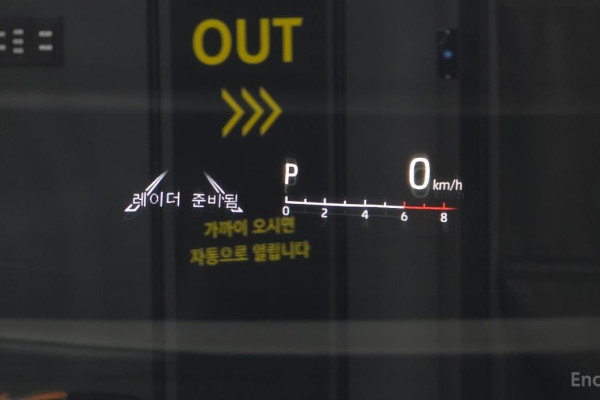 OUT
P
0 km/h
레이더 준비됨
0 2 4 6 8
가까이 오시면
자동으로 열립니다
Enc